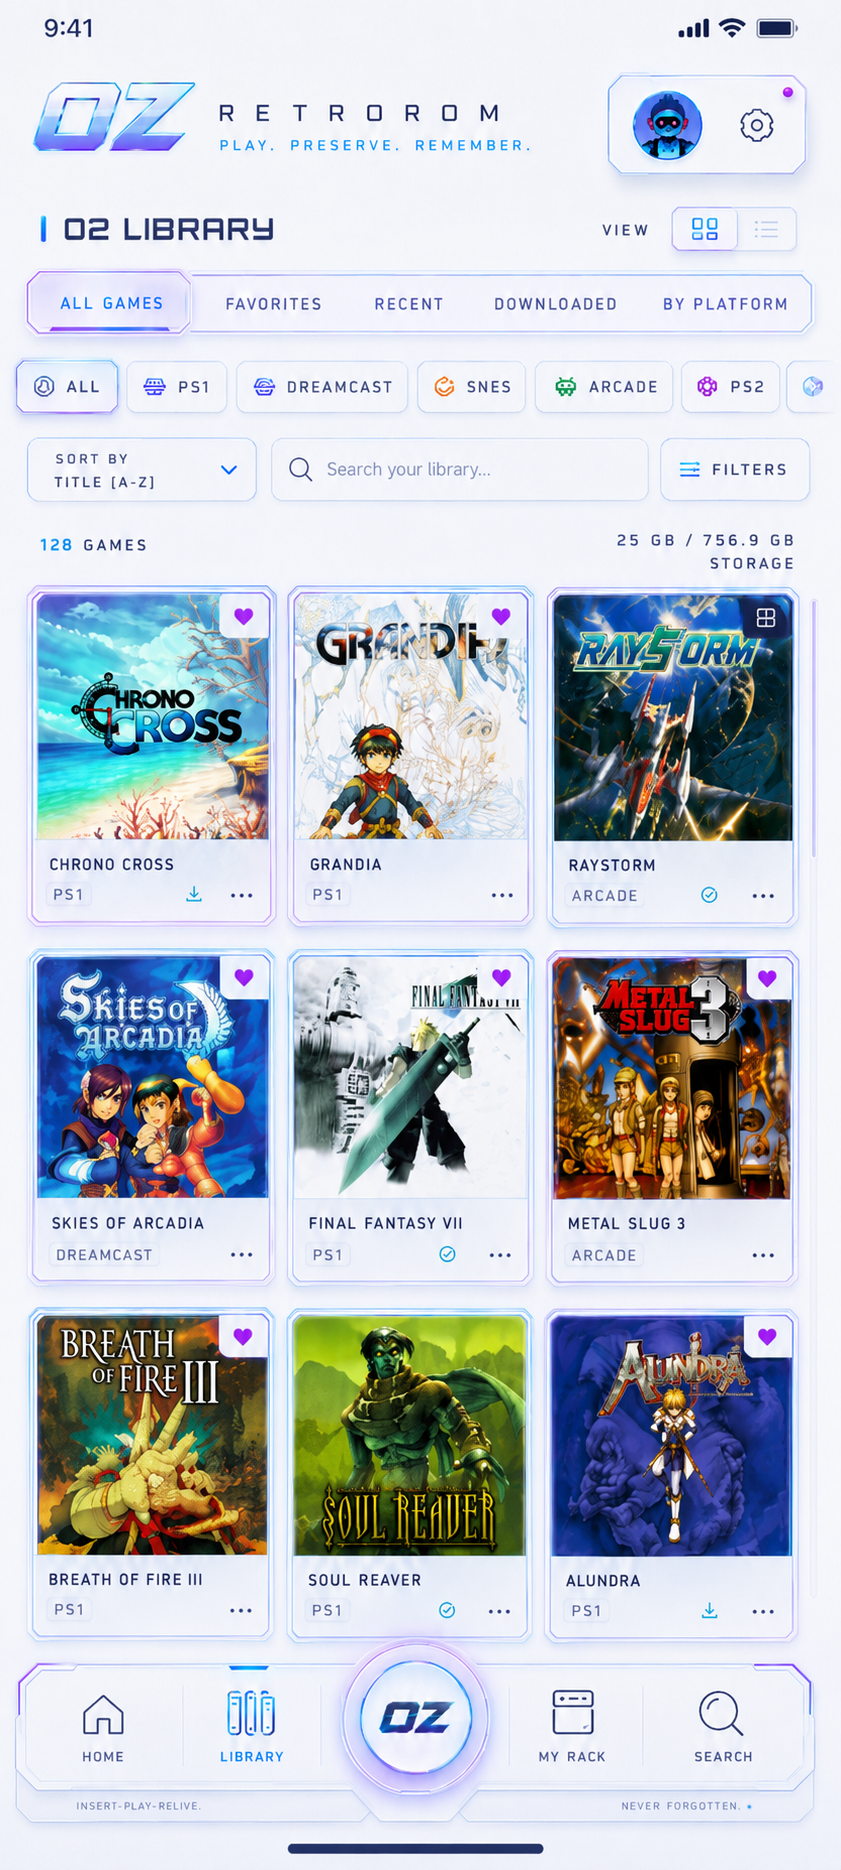 9:41
OZ
RETROROM
PLAY. PRESERVE. REMEMBER.
O2 LIBRARY
VIEW
ALL GAMES
FAVORITES
RECENT
DOWNLOADED
BY PLATFORM
ALL
PS1
DREAMCAST
SNES
ARCADE
PS2
SORT BY
TITLE [A-Z]
Search your library...
FILTERS
128 GAMES
25 GB / 756.9 GB
STORAGE
CHRONO
CROSS
GRANDIA
RAYSTORM
CHRONO CROSS
PS1
GRANDIA
PS1
RAYSTORM
ARCADE
SKIES OF
ARCADIA
FINAL FANTASY VII
METAL
SLUG 3
SKIES OF ARCADIA
DREAMCAST
FINAL FANTASY VII
PS1
METAL SLUG 3
ARCADE
BREATH
OF FIRE III
SOUL REAVER
ALUNDRA
BREATH OF FIRE III
PS1
SOUL REAVER
PS1
ALUNDRA
PS1
HOME
LIBRARY
OZ
MY RACK
SEARCH
INSERT-PLAY-RELIVE.
NEVER FORGOTTEN.